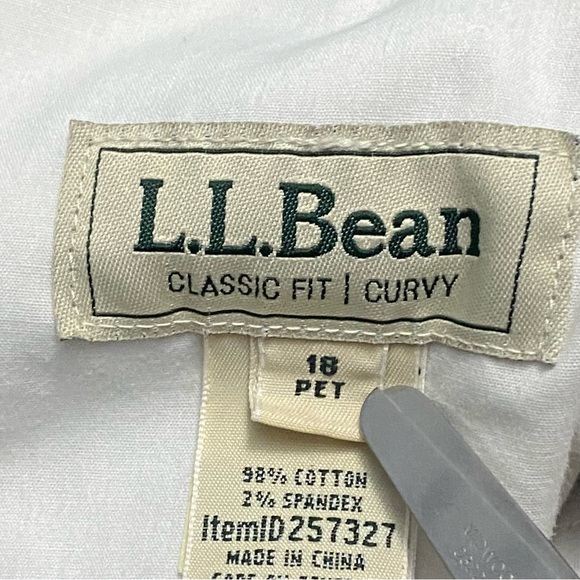 L.L.Bean
CLASSIC FIT | CURVY
18
PET
98% COTTON
2% SPANDEX
ItemID257327
MADE IN CHINA